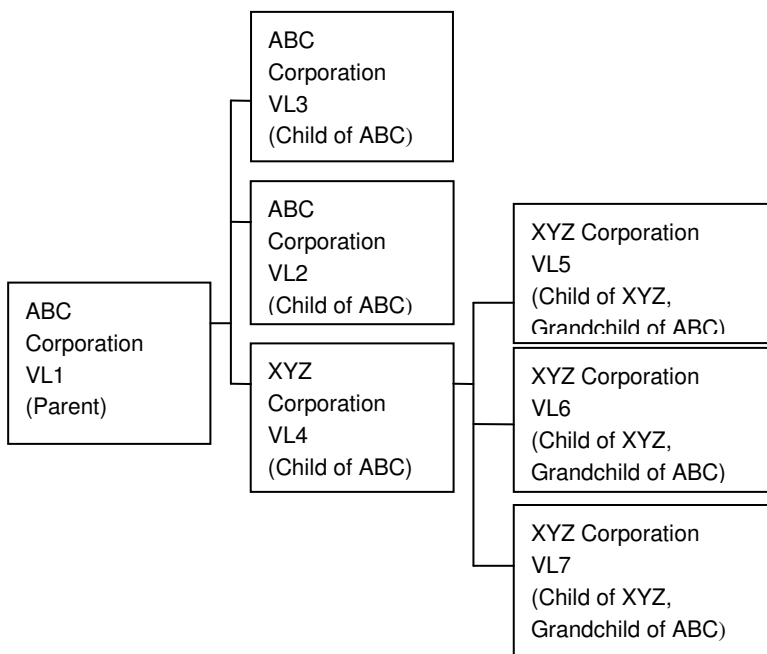 ABC
Corporation
VL3
(Child of ABC)
ABC
Corporation
VL2
(Child of ABC)
ABC
Corporation
VL1
(Parent)
XYZ
Corporation
VL4
(Child of ABC)
XYZ Corporation
VL5
(Child of XYZ,
Grandchild of ABC)
XYZ Corporation
VL6
(Child of XYZ,
Grandchild of ABC)
XYZ Corporation
VL7
(Child of XYZ,
Grandchild of ABC)